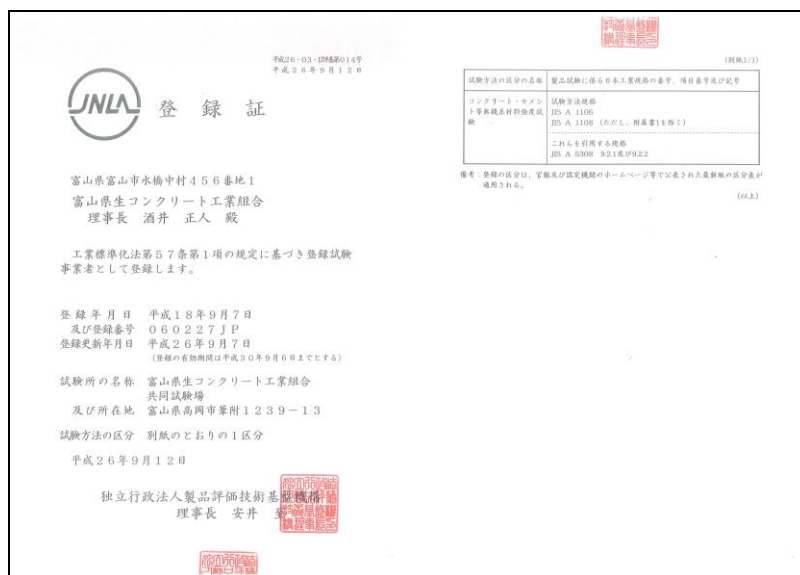 平成26・03・12評基第014号
平成26年9月12日
JNLA
登録証
富山県富山市水橋中村456番地1
富山県生コンクリート工業組合
理事長 酒井 正人 殿
工業標準化法第57条第1項の規定に基づき登録試験
事業者として登録します。
登録年月日 平成18年9月7日
及び登録番号 060227JP
登録更新年月日 平成26年9月7日
(登録の有効期間は平成30年9月6日までとする)
試験所の名称 富山県生コンクリート工業組合
共同試験場
及び所在地 富山県高岡市答附1239-13
試験方法の区分 別紙のとおりの1区分
平成26年9月12日
独立行政法人製品評価技術基盤機構
理事長 安井 至
(別紙1/1)
試験方法の区分の名称 製品試験に係る日本工業規格の番号、項目番号及び記号
コンクリート・セメント等無機系材料強度試験
試験方法規格
JIS A 1106
JIS A 1108 (ただし、附属書1を除く)
これらを引用する規格
JIS A 5308 9.2.1及び9.2.2
備考:登録の区分は、官報及び認定機関のホームページ等で公表された最新版の区分表が
適用される。
(以上)